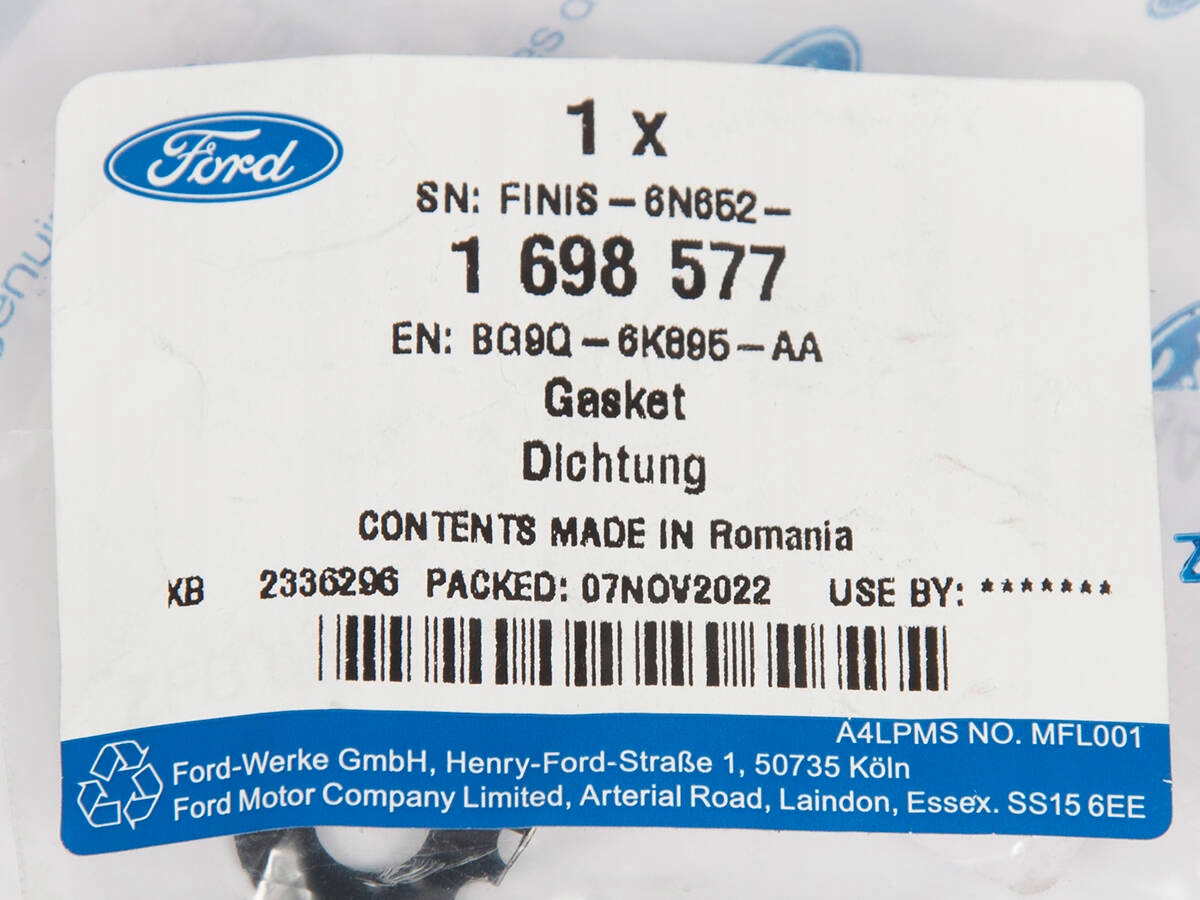 Ford
1 x
SN: FINIS - 6N652 -
1 698 577
EN: BG9Q - 6K895 - AA
Gasket
Dichtung
CONTENTS MADE IN Romania
KB 2336296 PACKED: 07NOV2022 USE BY: *******
A4LPMS NO. MFL001
Ford-Werke GmbH, Henry-Ford-Straße 1, 50735 Köln
Ford Motor Company Limited, Arterial Road, Laindon, Essex. SS15 6EE